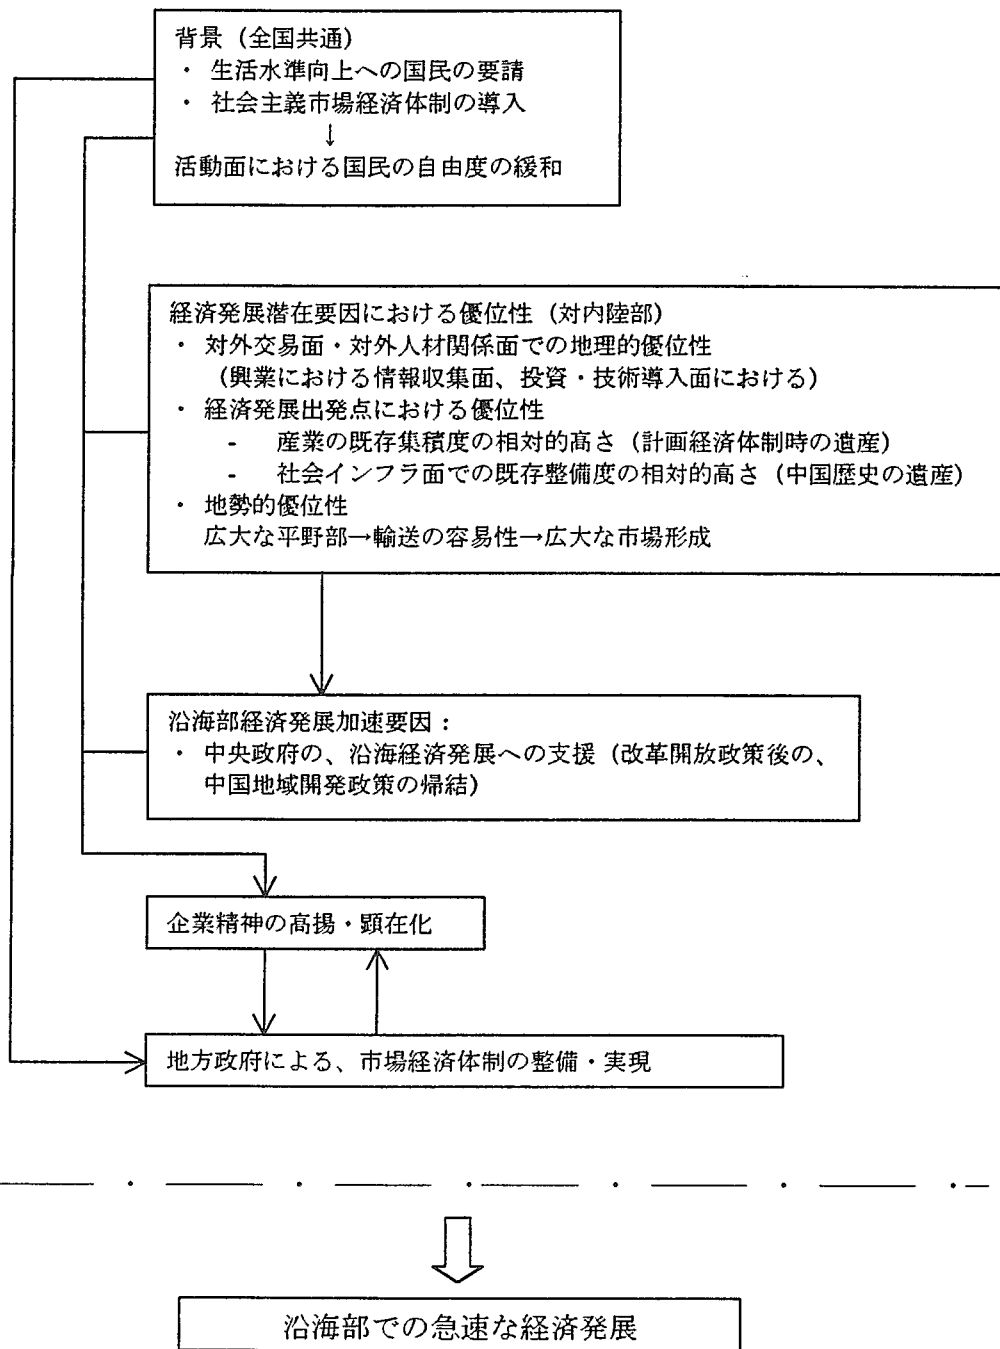 背景（全国共通）
・ 生活水準向上への国民の要請
・ 社会主義市場経済体制の導入
↓
活動面における国民の自由度の緩和
経済発展潜在要因における優位性（対内陸部）
・ 対外交易面・対外人材関係面での地理的優位性
（興業における情報収集面、投資・技術導入面における）
・ 経済発展出発点における優位性
- 産業の既存集積度の相対的高さ（計画経済体制時の遺産）
- 社会インフラ面での既存整備度の相対的高さ（中国歴史の遺産）
・ 地勢的優位性
広大な平野部→輸送の容易性→広大な市場形成
沿海部経済発展加速要因：
・ 中央政府の、沿海経済発展への支援（改革開放政策後の、
中国地域開発政策の帰結）
企業精神の高揚・顕在化
地方政府による、市場経済体制の整備・実現
沿海部での急速な経済発展